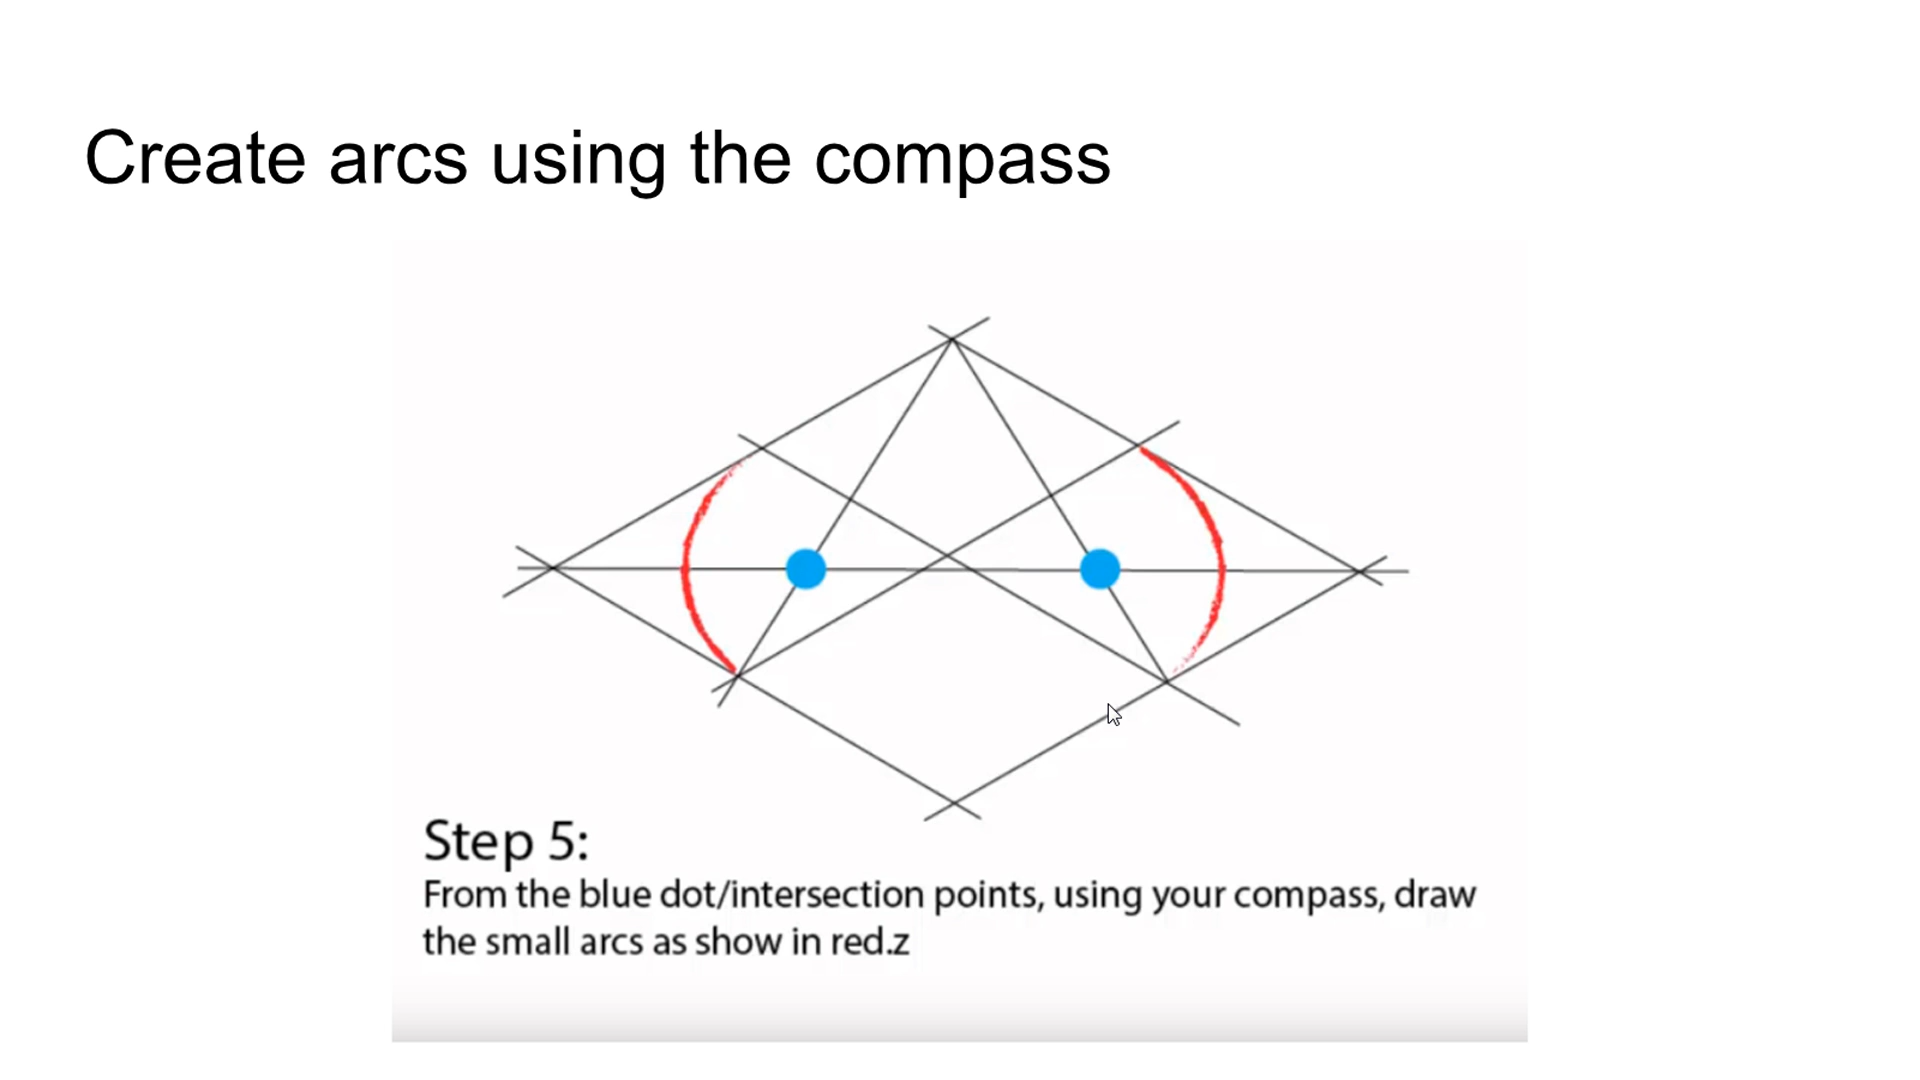 Create arcs using the compass
Step 5:
From the blue dot/intersection points, using your compass, draw
the small arcs as show in red.z